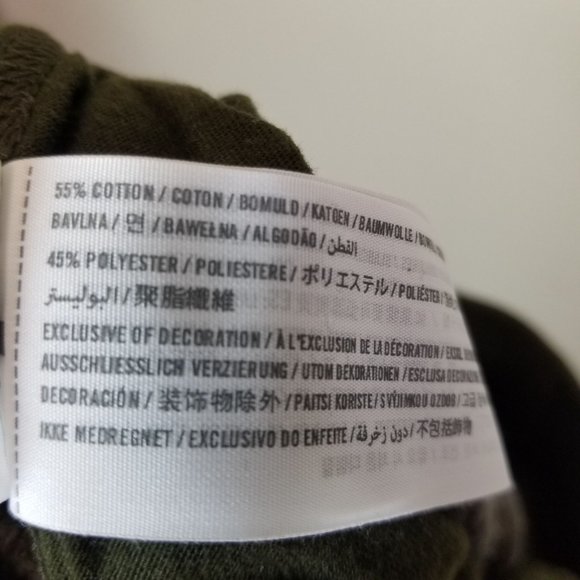 55% COTTON / COTON / BOMULD / KATOEN / BAUMWOLLE /
BAVLNA / 면 / BAWEŁNA / ALGODÃO / القطن
45% POLYESTER / POLIESTERE / ポリエステル / POLIÉSTER /
البوليستر / 聚脂纖維
EXCLUSIVE OF DECORATION / À L'EXCLUSION DE LA DÉCORATION /
AUSSCHLIESSLICH VERZIERUNG / UTOM DEKORATIONEN / ESCLUSA
DECORACIÓN / 装飾物除外 / PAITSI KORISTE / S VÝJIMKOU OZDOB /
IKKE MEDREGNET / EXCLUSIVO DO ENFEITE / دون زخرفة / 不包括飾物